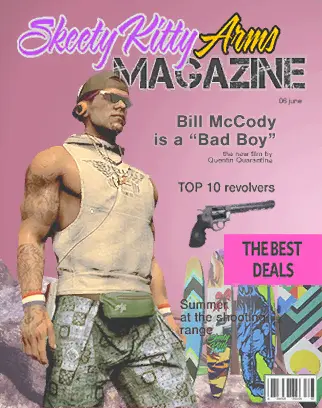 Skeety Kitty Arms
MAGAZINE
06 june
Bill McCody
is a "Bad Boy"
the new film by
Quentin Quarantina
TOP 10 revolvers
THE BEST
DEALS
Summer
at the shooting
range